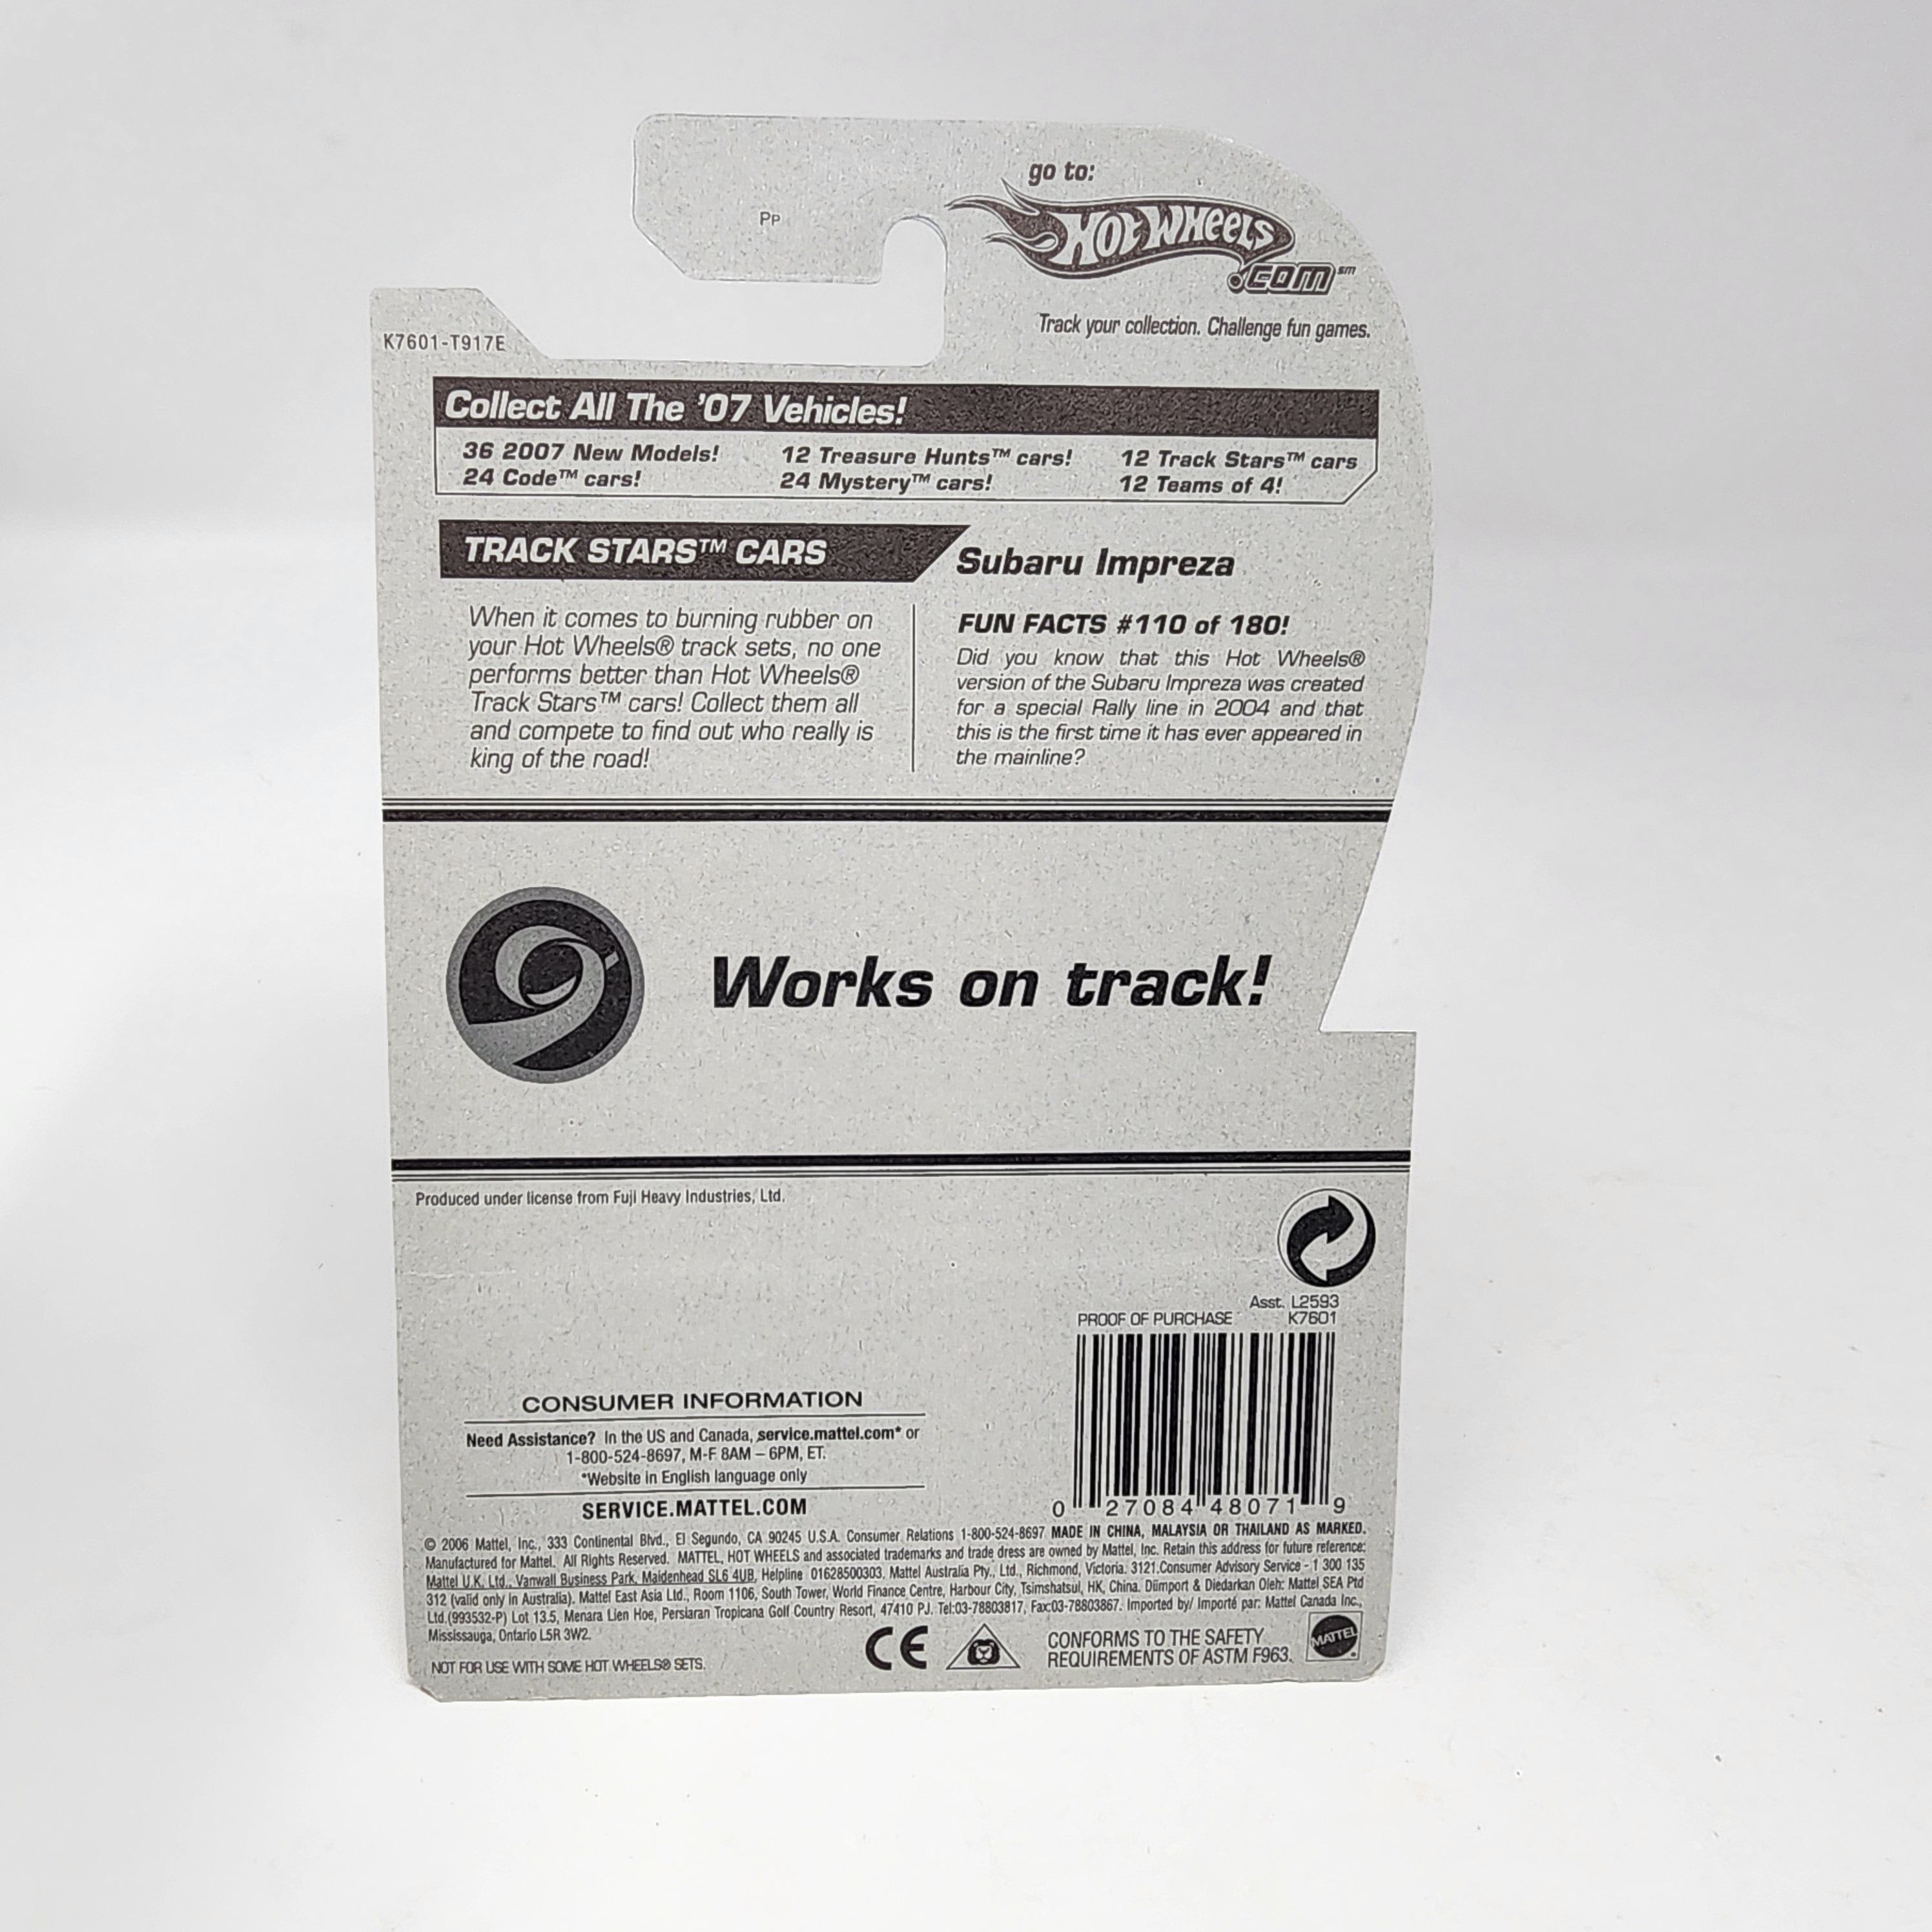 go to:
Pp
HOT WHEELS
.COM℠
Track your collection. Challenge fun games.
K7601-T917E
Collect All The '07 Vehicles!
36 2007 New Models! 12 Treasure Hunts™ cars! 12 Track Stars™ cars
24 Code™ cars! 24 Mystery™ cars! 12 Teams of 4!
TRACK STARS™ CARS
When it comes to burning rubber on
your Hot Wheels® track sets, no one
performs better than Hot Wheels®
Track Stars™ cars! Collect them all
and compete to find out who really is
king of the road!
Subaru Impreza
FUN FACTS #110 of 180!
Did you know that this Hot Wheels®
version of the Subaru Impreza was created
for a special Rally line in 2004 and that
this is the first time it has ever appeared in
the mainline?
Works on track!
Produced under license from Fuji Heavy Industries, Ltd.
Asst. L2593
PROOF OF PURCHASE K7601
0 27084 48071 9
CONSUMER INFORMATION
Need Assistance? In the US and Canada, service.mattel.com* or
1-800-524-8697, M-F 8AM – 6PM, ET.
*Website in English language only
SERVICE.MATTEL.COM
© 2006 Mattel, Inc., 333 Continental Blvd., El Segundo, CA 90245 U.S.A. Consumer Relations 1-800-524-8697. MADE IN CHINA, MALAYSIA OR THAILAND AS MARKED.
Manufactured for Mattel. All Rights Reserved. MATTEL, HOT WHEELS and associated trademarks and trade dress are owned by Mattel, Inc. Retain this address for future reference:
Mattel U.K. Ltd., Vanwall Business Park, Maidenhead SL6 4UB. Helpline 01628500303. Mattel Australia Pty., Ltd., Richmond, Victoria. 3121.Consumer Advisory Service - 1 300 135
312 (valid only in Australia). Mattel East Asia Ltd., Room 1106, South Tower, World Finance Centre, Harbour City, Tsimshatsui, HK, China. Diimport & Diedarkan Oleh: Mattel SEA Ptd
Ltd.(993532-P) Lot 13.5, Menara Lien Hoe, Persiaran Tropicana Golf Country Resort, 47410 PJ. Tel:03-78803817, Fax:03-78803867. Imported by/ Importé par: Mattel Canada Inc.,
Mississauga, Ontario L5R 3W2.
NOT FOR USE WITH SOME HOT WHEELS® SETS.
CE
CONFORMS TO THE SAFETY
REQUIREMENTS OF ASTM F963.
MATTEL